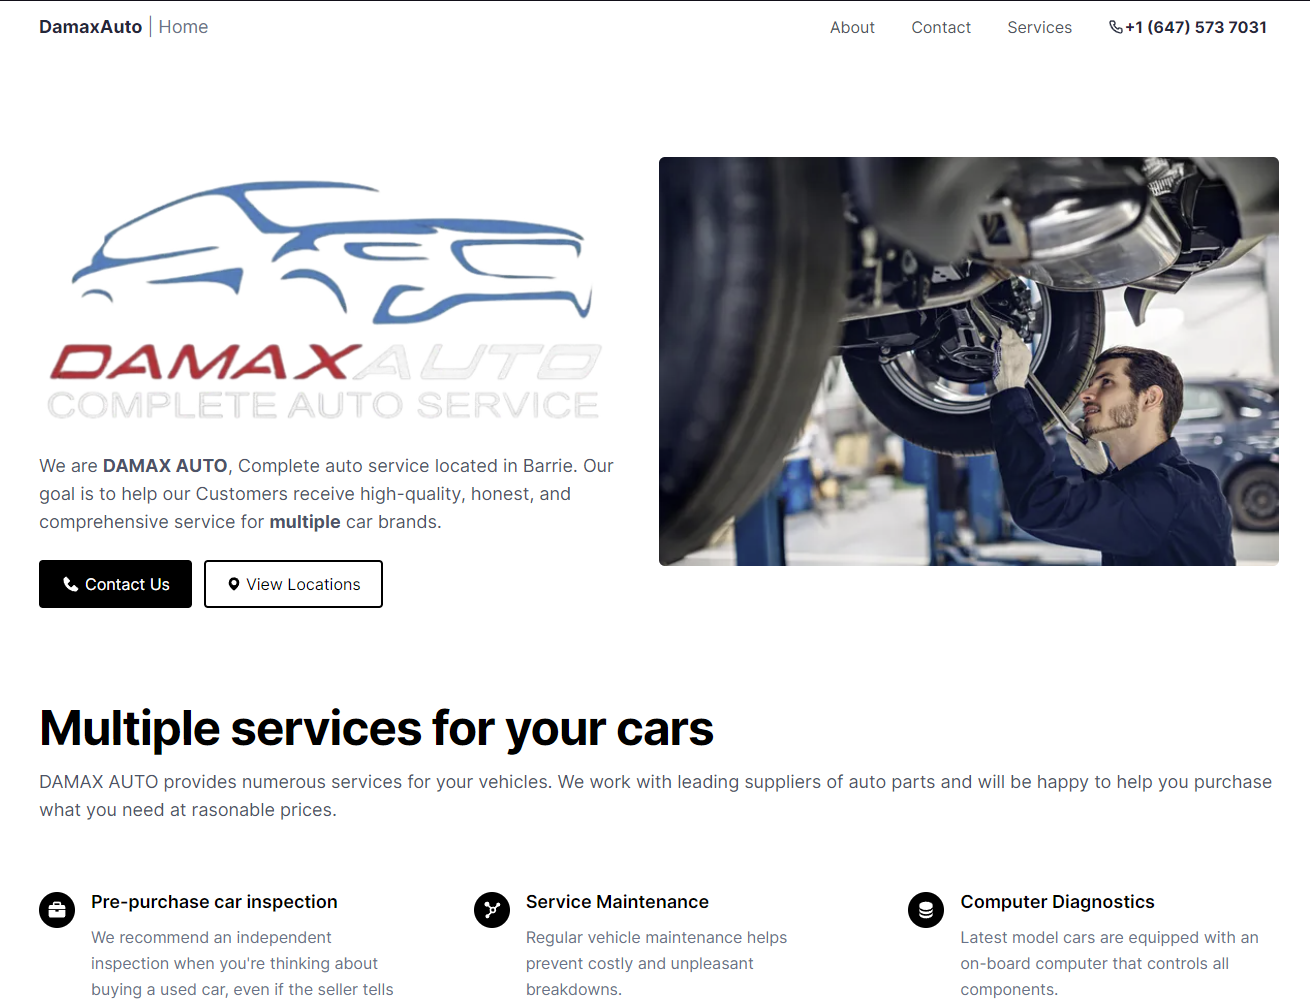 DamaxAuto | Home
About Contact Services +1 (647) 573 7031
DAMAXAUTO
COMPLETE AUTO SERVICE
We are DAMAX AUTO, Complete auto service located in Barrie. Our
goal is to help our Customers receive high-quality, honest, and
comprehensive service for multiple car brands.
Contact Us
View Locations
Multiple services for your cars
DAMAX AUTO provides numerous services for your vehicles. We work with leading suppliers of auto parts and will be happy to help you purchase
what you need at rasonable prices.
Pre-purchase car inspection
We recommend an independent
inspection when you're thinking about
buying a used car, even if the seller tells
Service Maintenance
Regular vehicle maintenance helps
prevent costly and unpleasant
breakdowns.
Computer Diagnostics
Latest model cars are equipped with an
on-board computer that controls all
components.